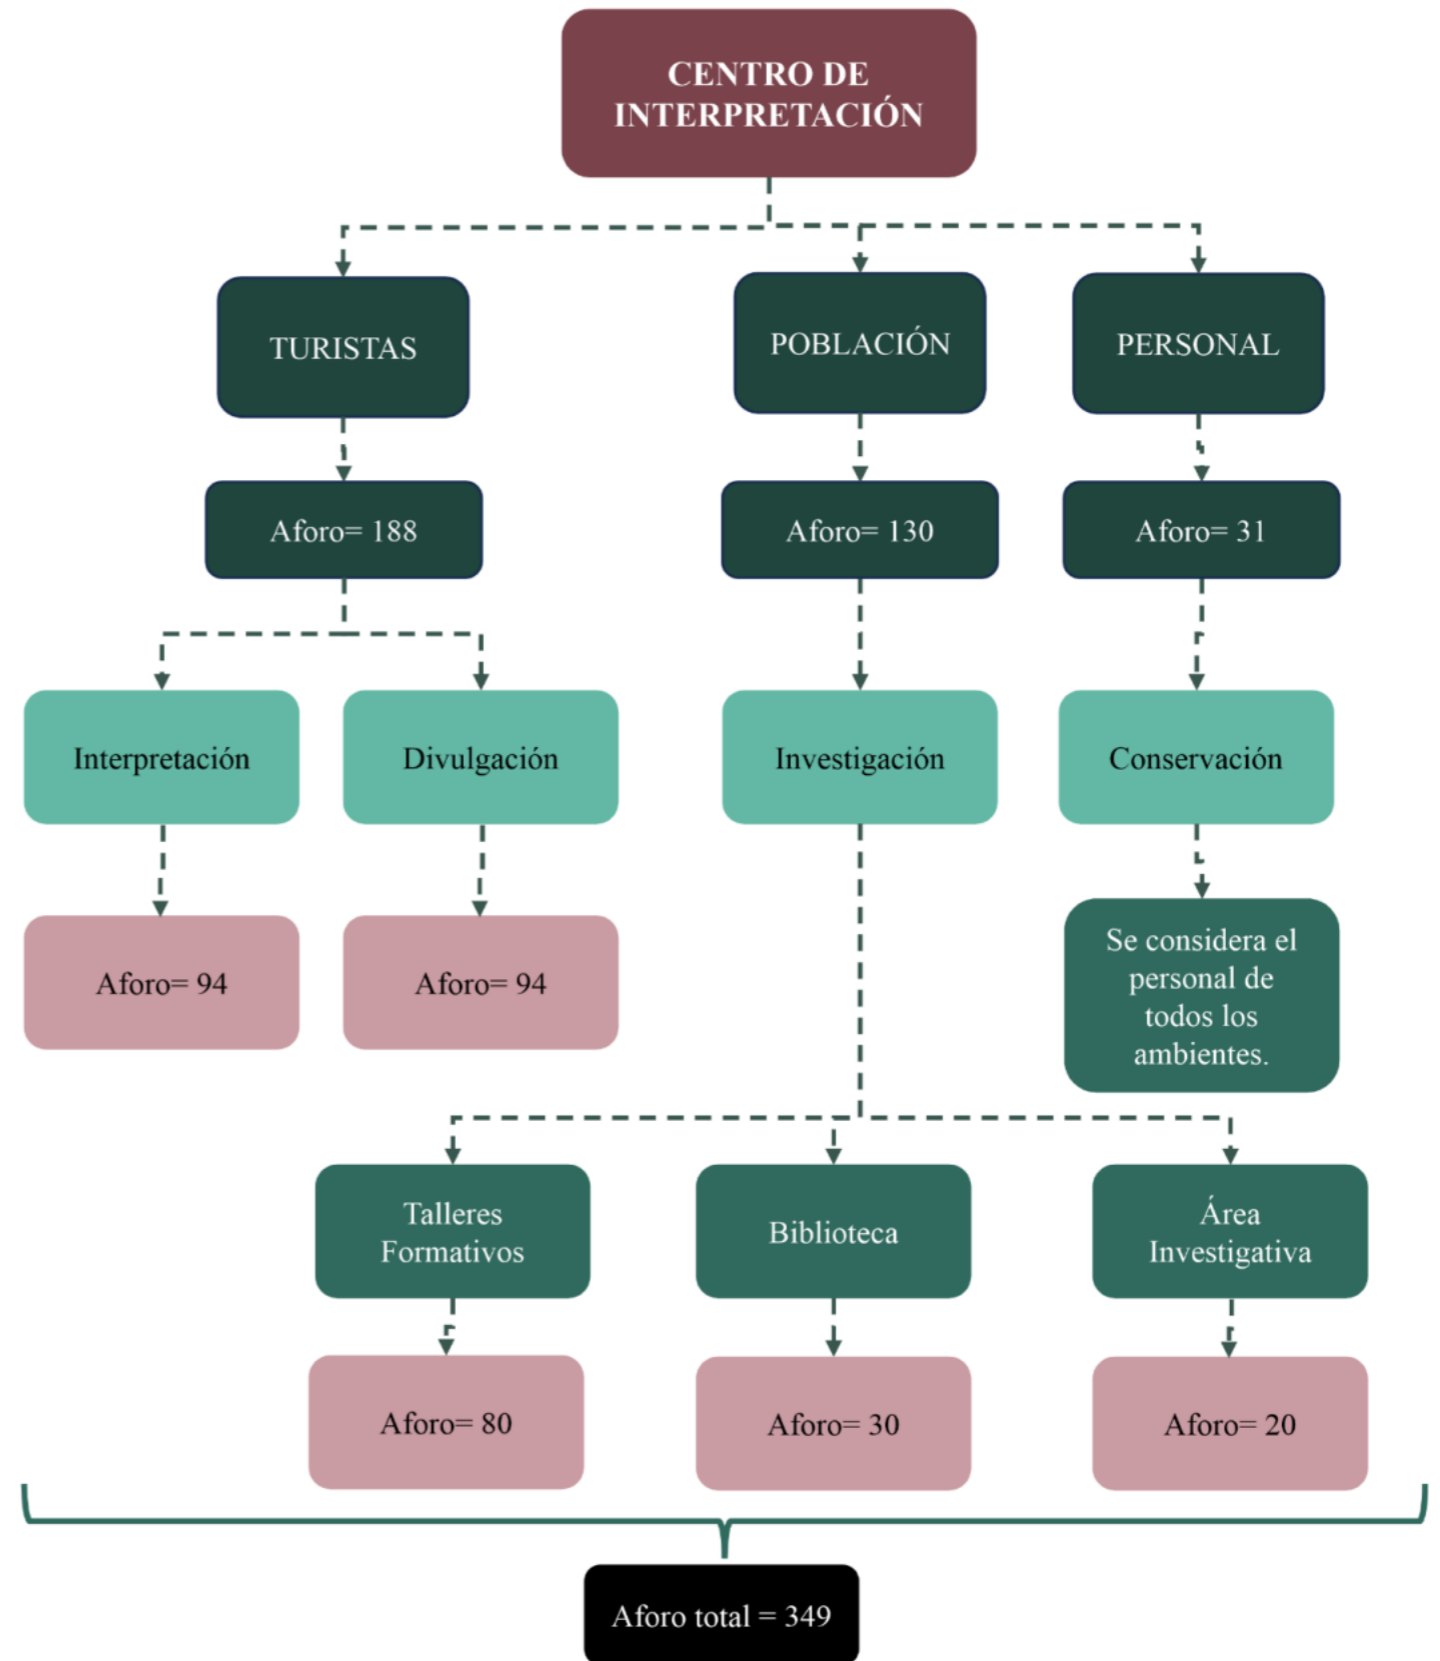 CENTRO DE
INTERPRETACIÓN
TURISTAS
POBLACIÓN
PERSONAL
Aforo= 188
Aforo= 130
Aforo= 31
Interpretación
Divulgación
Investigación
Conservación
Aforo= 94
Aforo= 94
Se considera el
personal de
todos los
ambientes.
Talleres
Formativos
Biblioteca
Área
Investigativa
Aforo= 80
Aforo= 30
Aforo= 20
Aforo total = 349